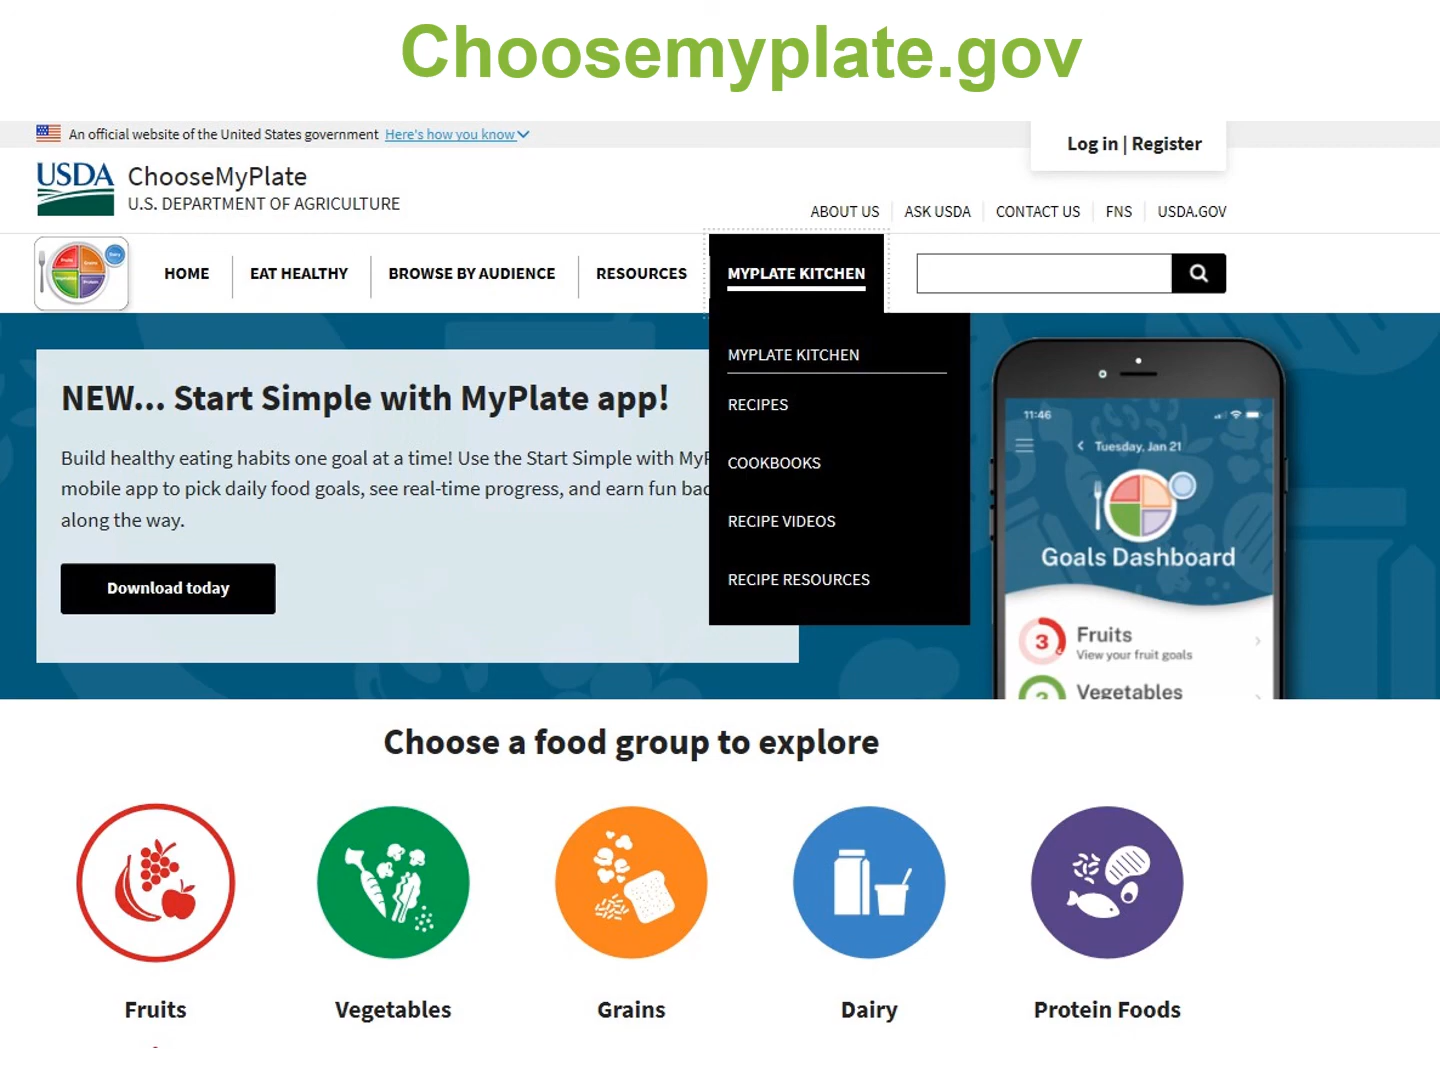 Choosemyplate.gov
An official website of the United States government Here's how you know
Log in | Register
USDA ChooseMyPlate
U.S. DEPARTMENT OF AGRICULTURE
ABOUT US ASK USDA CONTACT US FNS USDA.GOV
HOME EAT HEALTHY BROWSE BY AUDIENCE RESOURCES MYPLATE KITCHEN
MYPLATE KITCHEN
RECIPES
COOKBOOKS
RECIPE VIDEOS
RECIPE RESOURCES
NEW... Start Simple with MyPlate app!
Build healthy eating habits one goal at a time! Use the Start Simple with MyP
mobile app to pick daily food goals, see real-time progress, and earn fun bad
along the way.
Download today
11:46
Tuesday, Jan 21
Goals Dashboard
3 Fruits
View your fruit goals
Vegetables
Choose a food group to explore
Fruits Vegetables Grains Dairy Protein Foods